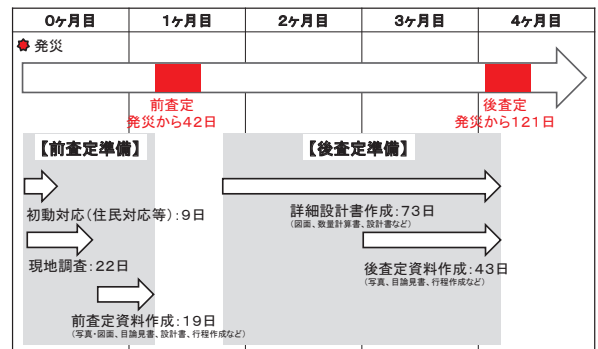 0ヶ月目 1ヶ月目 2ヶ月目 3ヶ月目 4ヶ月目
発災
前査定 後査定
発災から42日 発災から121日
【前査定準備】 【後査定準備】
初動対応(住民対応等):9日
詳細設計書作成:73日
(図面、数量計算書、設計書など)
現地調査:22日
後査定資料作成:43日
(写真、目論見書、行程作成など)
前査定資料作成:19日
(写真・図面、目論見書、設計書、行程作成など)